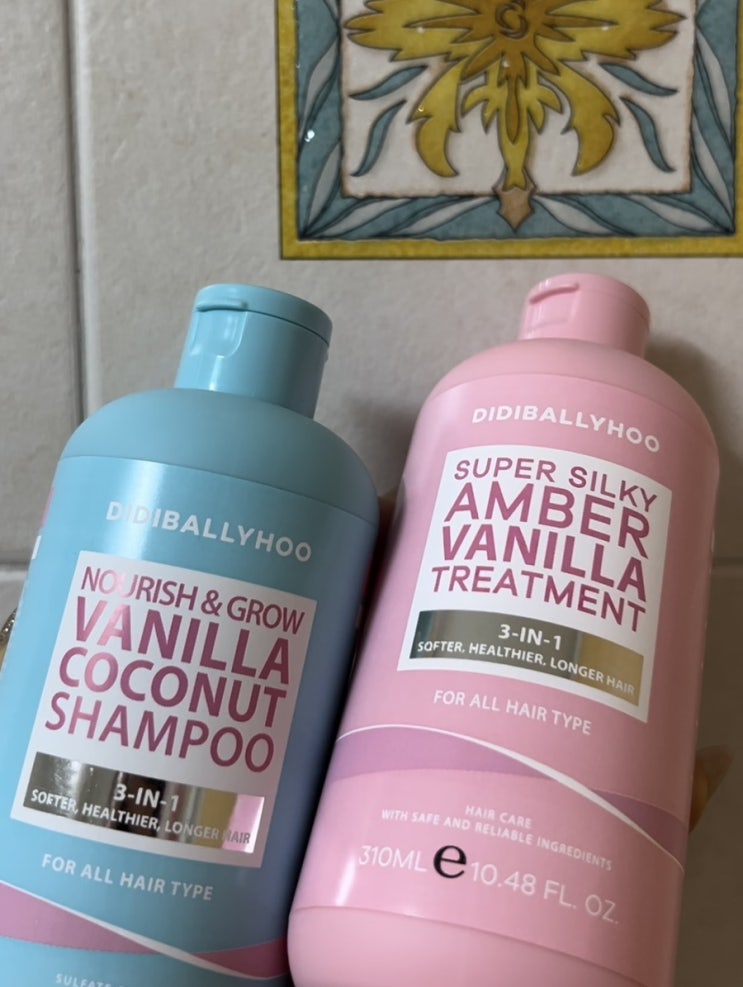 DIDIBALLYHOO
NOURISH & GROW
VANILLA
COCONUT
SHAMPOO
3-IN-1
SOFTER, HEALTHIER, LONGER HAIR
FOR ALL HAIR TYPE
SULFATE
DIDIBALLYHOO
SUPER SILKY
AMBER
VANILLA
TREATMENT
3-IN-1
SOFTER, HEALTHIER, LONGER HAIR
FOR ALL HAIR TYPE
HAIR CARE
WITH SAFE AND RELIABLE INGREDIENTS
310ML e 10.48 FL. OZ.